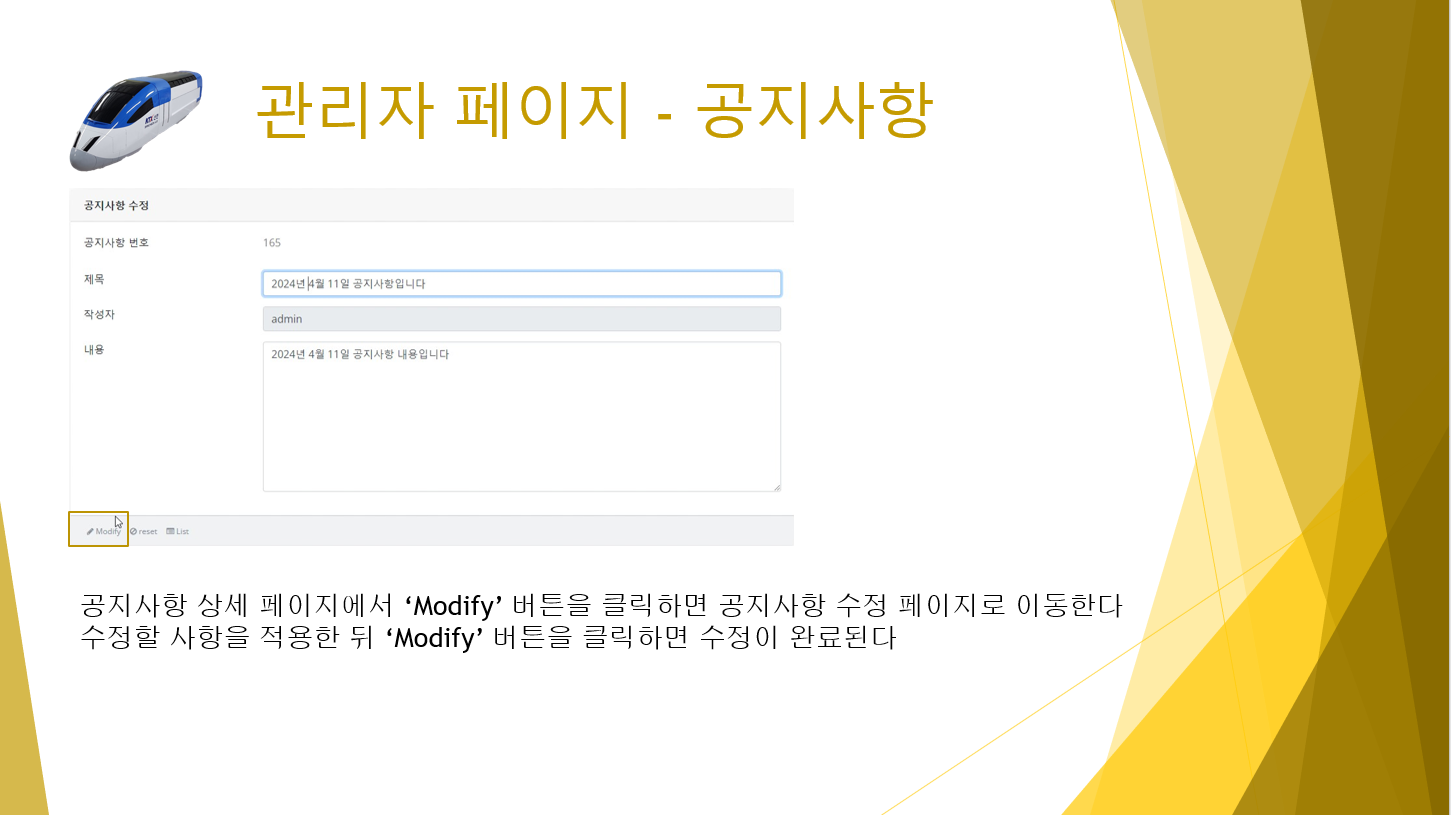 관리자 페이지 - 공지사항
공지사항 수정
공지사항 번호 165
제목 2024년 4월 11일 공지사항입니다
작성자 admin
내용 2024년 4월 11일 공지사항 내용입니다
Modify reset List
공지사항 상세 페이지에서 ‘Modify’ 버튼을 클릭하면 공지사항 수정 페이지로 이동한다
수정할 사항을 적용한 뒤 ‘Modify’ 버튼을 클릭하면 수정이 완료된다